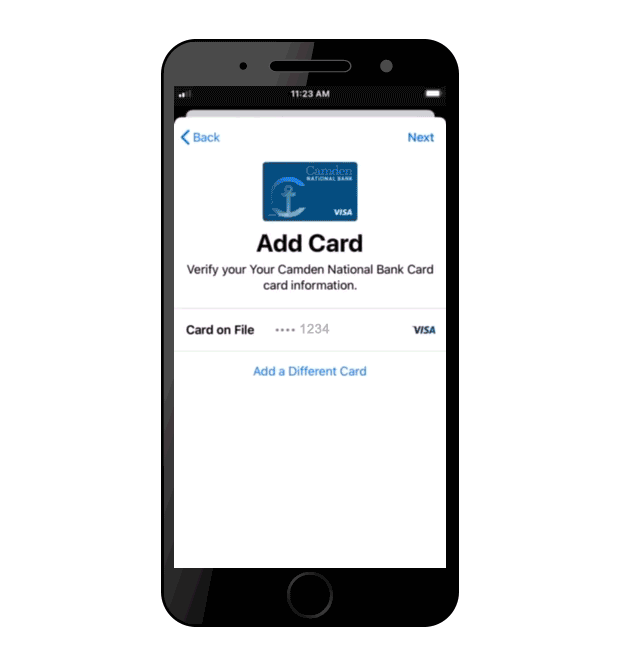 11:23 AM
Back
Next
Camden
NATIONAL BANK
VISA
Add Card
Verify your Your Camden National Bank Card
card information.
Card on File •••• 1234 VISA
Add a Different Card